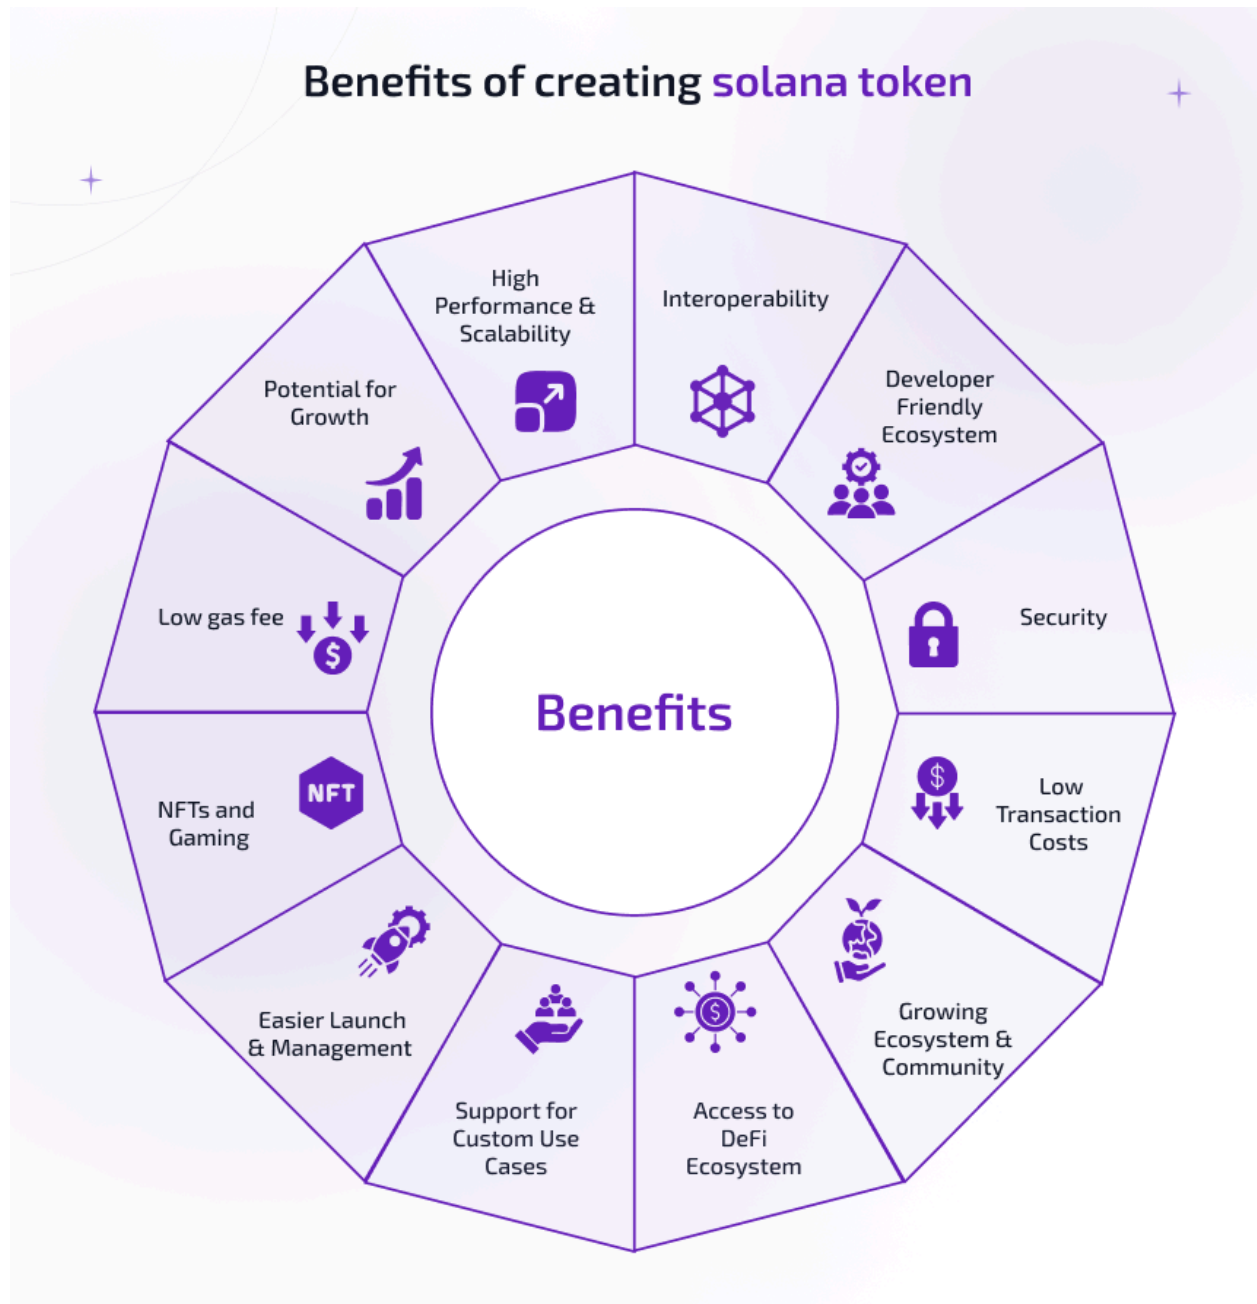 Benefits of creating solana token
High
Performance &
Scalability
Interoperability
Developer
Friendly
Ecosystem
Security
$
Low
Transaction
Costs
Growing
Ecosystem &
Community
$
Access to
DeFi
Ecosystem
Support for
Custom Use
Cases
Easier Launch
& Management
NFT
NFTs and
Gaming
Low gas fee
$
Potential for
Growth
Benefits